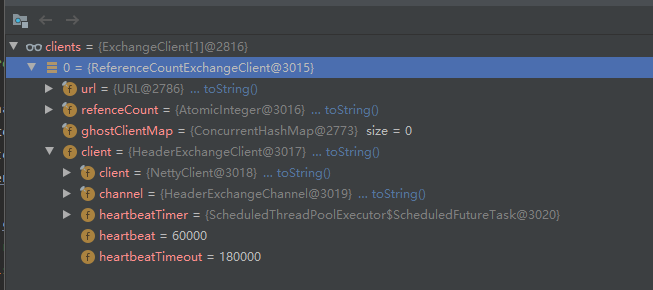 clients = {ExchangeClient[1]@2816}
0 = {ReferenceCountExchangeClient@3015}
url = {URL@2786} ... toString()
refenceCount = {AtomicInteger@3016} ... toString()
ghostClientMap = {ConcurrentHashMap@2773} size = 0
client = {HeaderExchangeClient@3017} ... toString()
client = {NettyClient@3018} ... toString()
channel = {HeaderExchangeChannel@3019} ... toString()
heartbeatTimer = {ScheduledThreadPoolExecutor$ScheduledFutureTask@3020}
heartbeat = 60000
heartbeatTimeout = 180000